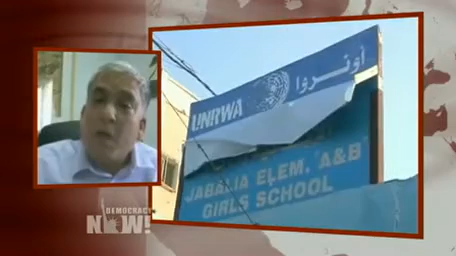 UNRWA أونروا
JABALIA ELEM. "A&B"
GIRLS SCHOOL
DEMOCRACY
NOW!